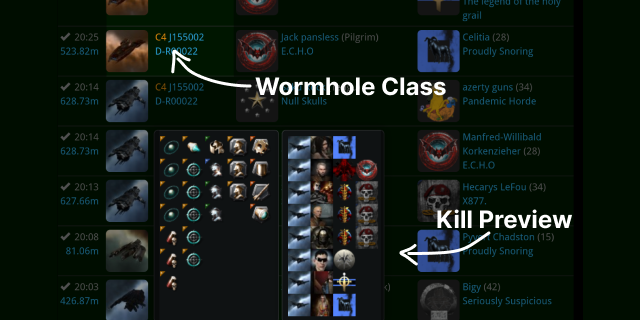 The legend of the holy
grail
✓ 20:25
523.82m
C4 J155002
D-R00022
Jack pansless (Pilgrim)
E.C.H.O
Celitia (28)
Proudly Snoring
Wormhole Class
✓ 20:14
628.73m
C4 J155002
D-R00022
Null Skulls
azerty guns (34)
Pandemic Horde
✓ 20:14
628.73m
Manfred-Willibald
Korkenzieher (28)
E.C.H.O
✓ 20:13
627.66m
Hecarys LeFou (34)
X877.
Kill Preview
✓ 20:08
81.06m
Chadston (15)
Proudly Snoring
✓ 20:03
426.87m
Bigy (42)
Seriously Suspicious